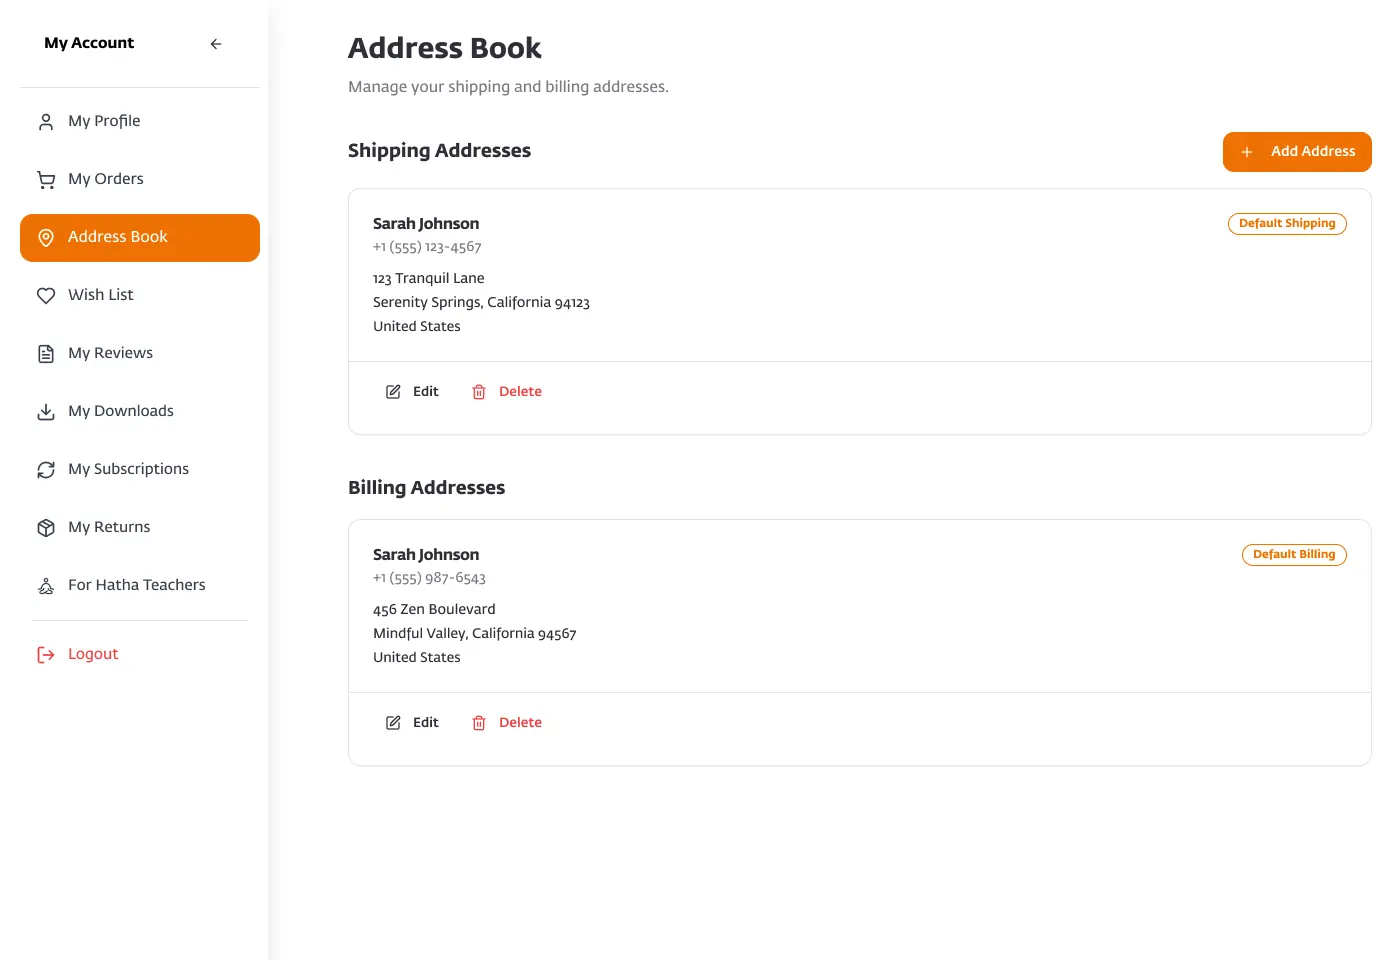 My Account
My Profile
My Orders
Address Book
Wish List
My Reviews
My Downloads
My Subscriptions
My Returns
For Hatha Teachers
Logout
Address Book
Manage your shipping and billing addresses.
Shipping Addresses
Add Address
Sarah Johnson
Default Shipping
+1 (555) 123-4567
123 Tranquil Lane
Serenity Springs, California 94123
United States
Edit Delete
Billing Addresses
Sarah Johnson
Default Billing
+1 (555) 987-6543
456 Zen Boulevard
Mindful Valley, California 94567
United States
Edit Delete